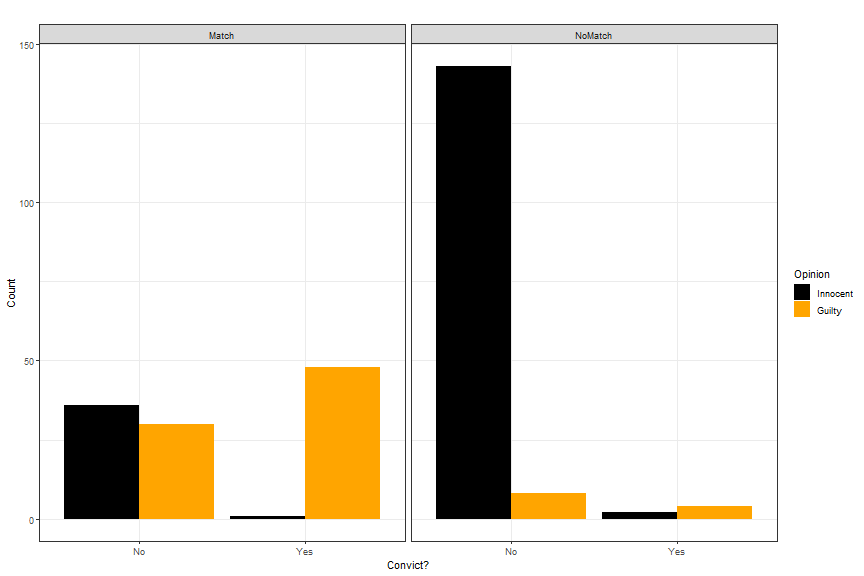 Match
NoMatch
150
100
50
0
Count
No
Yes
No
Yes
Convict?
Opinion
Innocent
Guilty